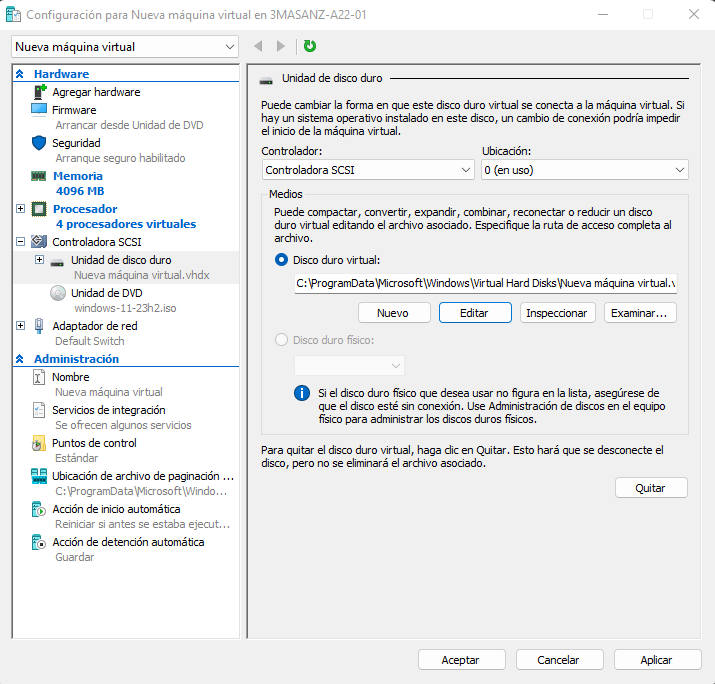 Configuración para Nueva máquina virtual en 3MASANZ-A22-01
Nueva máquina virtual
Hardware
Agregar hardware
Firmware
Arrancar desde Unidad de DVD
Seguridad
Arranque seguro habilitado
Memoria
4096 MB
Procesador
4 procesadores virtuales
Controladora SCSI
Unidad de disco duro
Nueva máquina virtual.vhdx
Unidad de DVD
windows-11-23h2.iso
Adaptador de red
Default Switch
Administración
Nombre
Nueva máquina virtual
Servicios de integración
Se ofrecen algunos servicios
Puntos de control
Estándar
Ubicación de archivo de paginación ...
C:\ProgramData\Microsoft\Windo...
Acción de inicio automática
Reiniciar si antes se estaba ejecut...
Acción de detención automática
Guardar
Unidad de disco duro
Puede cambiar la forma en que este disco duro virtual se conecta a la máquina virtual. Si
hay un sistema operativo instalado en este disco, un cambio de conexión podría impedir
el inicio de la máquina virtual.
Controlador:
Ubicación:
Controladora SCSI
0 (en uso)
Medios
Puede compactar, convertir, expandir, combinar, reconectar o reducir un disco
duro virtual editando el archivo asociado. Especifique la ruta de acceso completa al
archivo.
Disco duro virtual:
C:\ProgramData\Microsoft\Windows\Virtual Hard Disks\Nueva máquina virtual.v
Nuevo
Editar
Inspeccionar
Examinar...
Disco duro físico:
Si el disco duro físico que desea usar no figura en la lista, asegúrese de
que el disco esté sin conexión. Use Administración de discos en el equipo
físico para administrar los discos duros físicos.
Para quitar el disco duro virtual, haga clic en Quitar. Esto hará que se desconecte el
disco, pero no se eliminará el archivo asociado.
Quitar
Aceptar
Cancelar
Aplicar